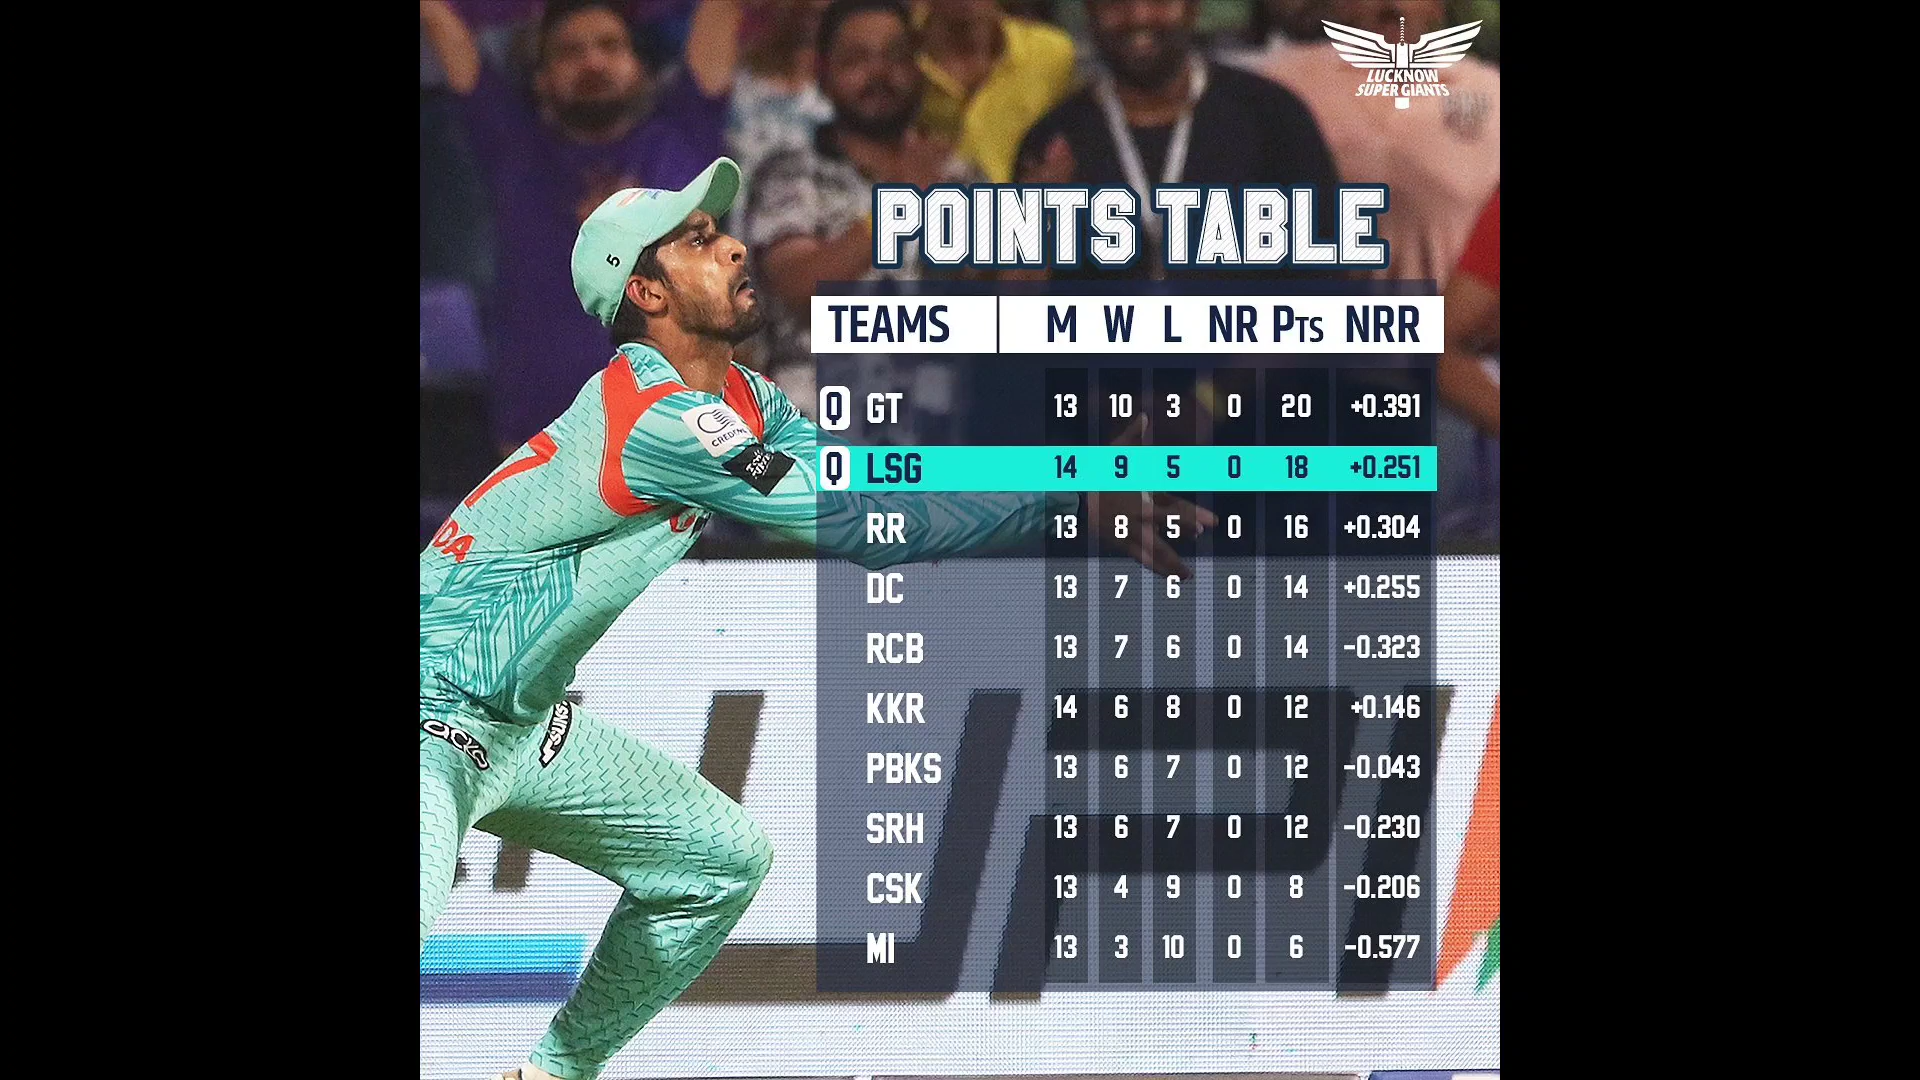 LUCKNOW
SUPER GIANTS
POINTS TABLE
TEAMS M W L NR PTS NRR
Q GT 13 10 3 0 20 +0.391
Q LSG 14 9 5 0 18 +0.251
RR 13 8 5 0 16 +0.304
DC 13 7 6 0 14 +0.255
RCB 13 7 6 0 14 -0.323
KKR 14 6 8 0 12 +0.146
PBKS 13 6 7 0 12 -0.043
SRH 13 6 7 0 12 -0.230
CSK 13 4 9 0 8 -0.206
MI 13 3 10 0 6 -0.577
5